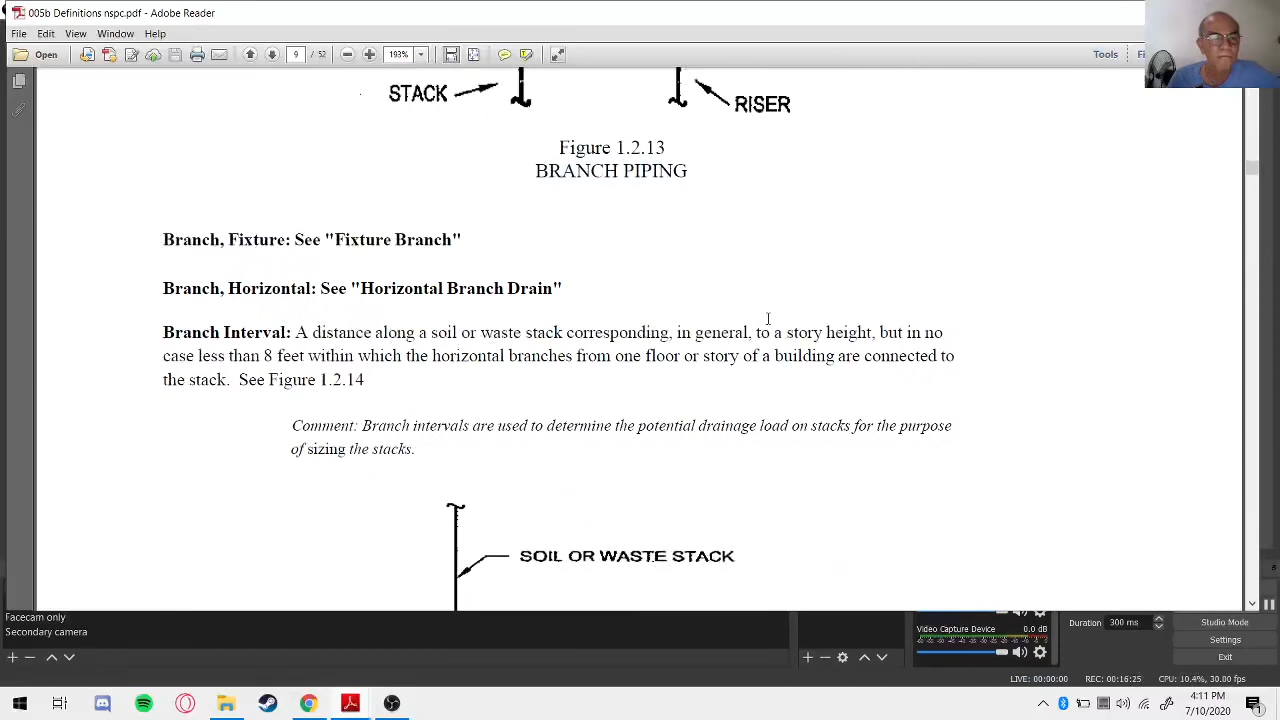 005b Definitions nspc.pdf - Adobe Reader
File Edit View Window Help
Open 9 / 52 193% Tools
STACK
RISER
Figure 1.2.13
BRANCH PIPING
Branch, Fixture: See "Fixture Branch"
Branch, Horizontal: See "Horizontal Branch Drain"
Branch Interval: A distance along a soil or waste stack corresponding, in general, to a story height, but in no
case less than 8 feet within which the horizontal branches from one floor or story of a building are connected to
the stack. See Figure 1.2.14
Comment: Branch intervals are used to determine the potential drainage load on stacks for the purpose
of sizing the stacks.
SOIL OR WASTE STACK
Facecam only
Secondary camera
Video Capture Device 0.0 dB
Duration 300 ms
Studio Mode
Settings
Exit
LIVE: 00:00:00 REC: 00:16:25 CPU: 10.4%, 30.00 fps
4:11 PM
7/10/2020